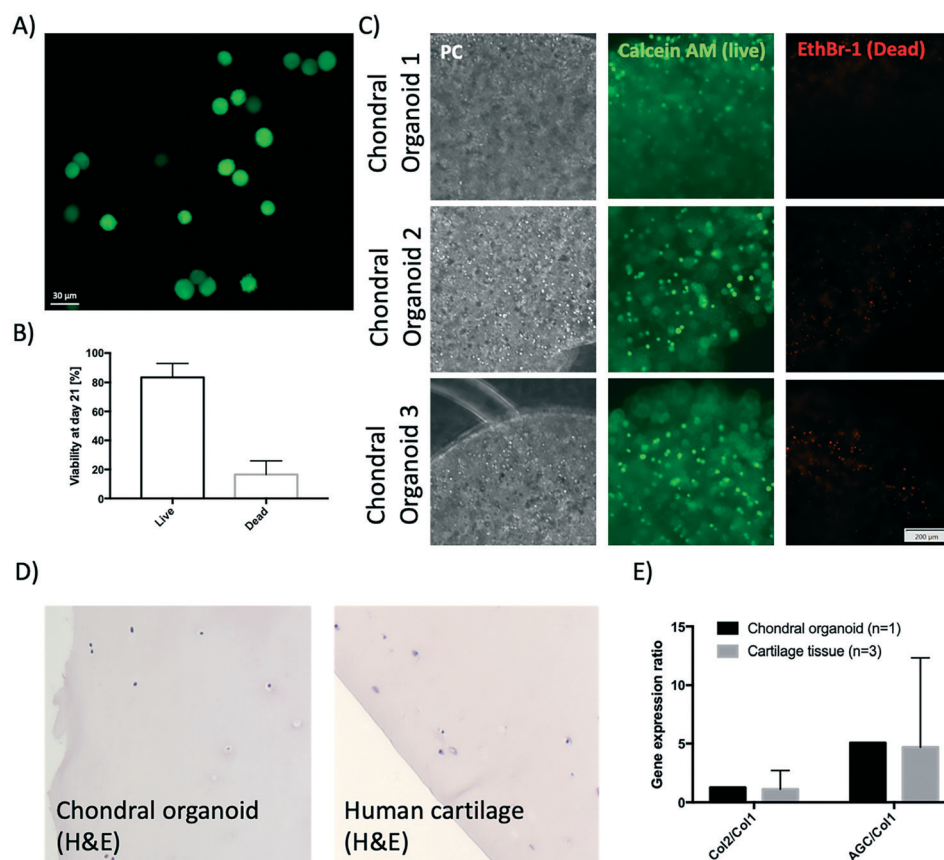 A)
30 µm
B)
Viability at day 21 [%]
100
80
60
40
20
0
Live
Dead
C)
PC
Calcein AM (live)
EthBr-1 (Dead)
Chondral
Organoid 1
Chondral
Organoid 2
Chondral
Organoid 3
200 µm
D)
Chondral organoid
(H&E)
Human cartilage
(H&E)
E)
Gene expression ratio
15
10
5
0
Chondral organoid (n=1)
Cartilage tissue (n=3)
Col2/Col1
AGC/Col1